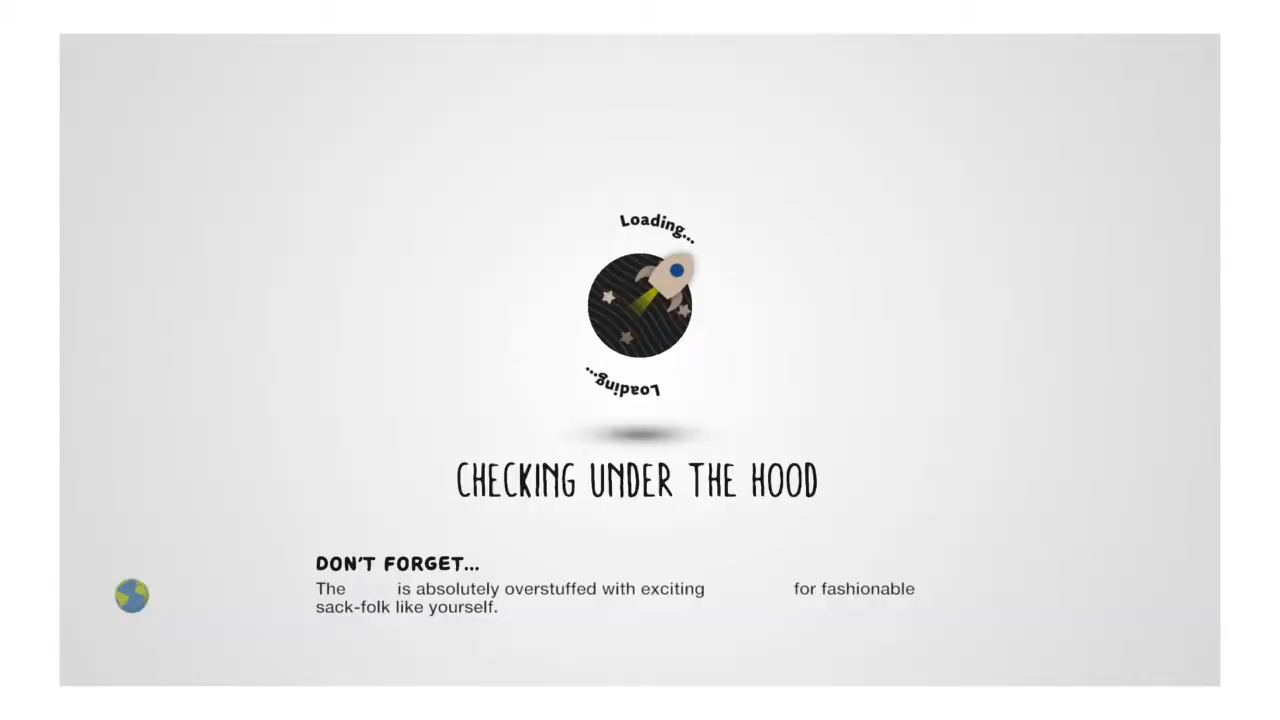 Loading...
Loading...
CHECKING UNDER THE HOOD
DON'T FORGET...
The is absolutely overstuffed with exciting for fashionable
sack-folk like yourself.